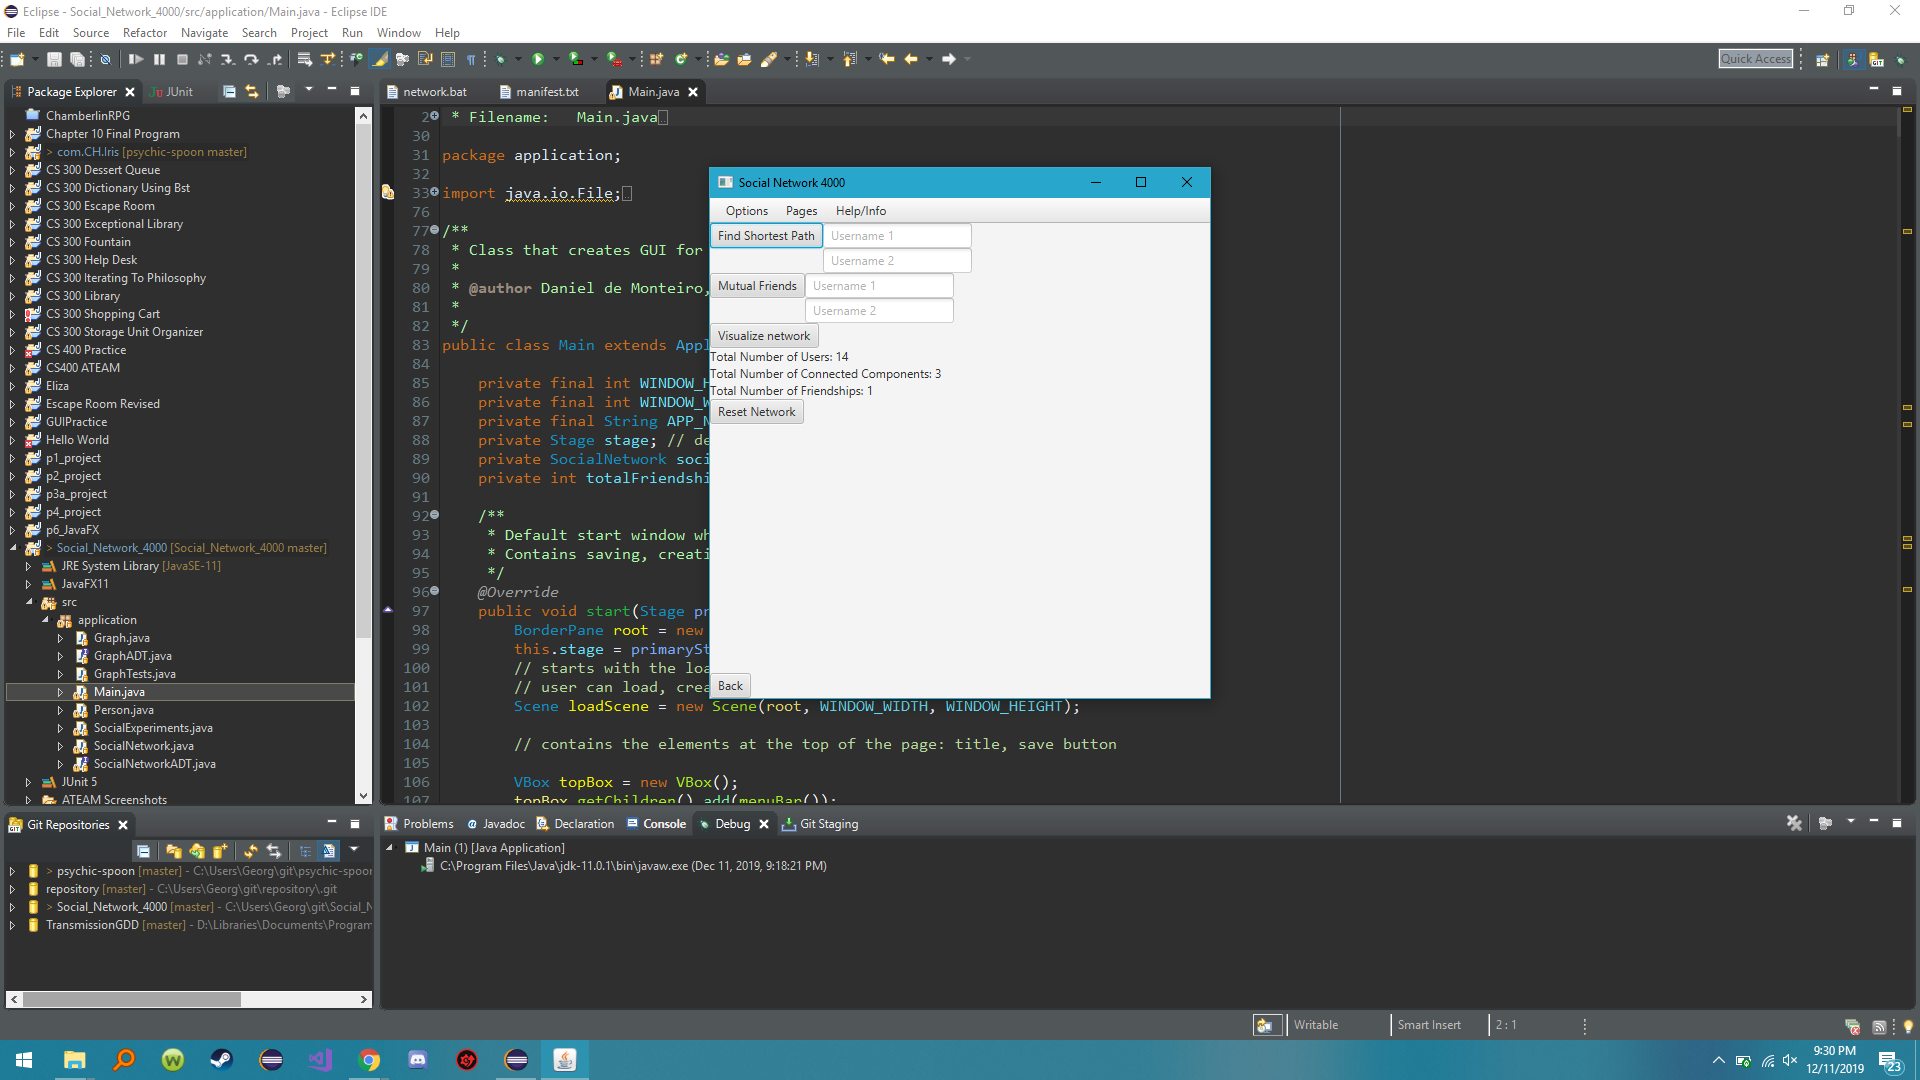 Eclipse - Social_Network_4000/src/application/Main.java - Eclipse IDE
File Edit Source Refactor Navigate Search Project Run Window Help
Quick Access
Package Explorer
JUnit
ChamberlinRPG
Chapter 10 Final Program
> com.CH.Iris [psychic-spoon master]
CS 300 Dessert Queue
CS 300 Dictionary Using Bst
CS 300 Escape Room
CS 300 Exceptional Library
CS 300 Fountain
CS 300 Help Desk
CS 300 Iterating To Philosophy
CS 300 Library
CS 300 Shopping Cart
CS 300 Storage Unit Organizer
CS 400 Practice
CS400 ATEAM
Eliza
Escape Room Revised
GUIPractice
Hello World
p1_project
p2_project
p3a_project
p4_project
p6_JavaFX
> Social_Network_4000 [Social_Network_4000 master]
JRE System Library [JavaSE-11]
JavaFX11
src
application
Graph.java
GraphADT.java
GraphTests.java
Main.java
Person.java
SocialExperiments.java
SocialNetwork.java
SocialNetworkADT.java
JUnit 5
ATEAM Screenshots
network.bat manifest.txt Main.java
2 * Filename: Main.java
30
31 package application;
32
33 import java.io.File;
76
77 /**
78 * Class that creates GUI for
79 *
80 * @author Daniel de Monteiro,
81 *
82 */
83 public class Main extends Appl
84
85 private final int WINDOW_H
86 private final int WINDOW_W
87 private final String APP_N
88 private Stage stage; // de
89 private SocialNetwork soci
90 private int totalFriendshi
91
92 /**
93 * Default start window wh
94 * Contains saving, creati
95 */
96 @Override
97 public void start(Stage pr
98 BorderPane root = new
99 this.stage = primarySt
100 // starts with the loa
101 // user can load, crea
102 Scene loadScene = new Scene(root, WINDOW_WIDTH, WINDOW_HEIGHT);
103
104 // contains the elements at the top of the page: title, save button
105
106 VBox topBox = new VBox();
107 topBox.getChildren().add(menuBar());
Social Network 4000
Options Pages Help/Info
Find Shortest Path Username 1
Username 2
Mutual Friends Username 1
Username 2
Visualize network
Total Number of Users: 14
Total Number of Connected Components: 3
Total Number of Friendships: 1
Reset Network
Back
Git Repositories
> psychic-spoon [master] - C:\Users\Georg\git\psychic-spoor
repository [master] - C:\Users\Georg\git\repository\.git
> Social_Network_4000 [master] - C:\Users\Georg\git\Social_N
TransmissionGDD [master] - D:\Libraries\Documents\Program
Problems Javadoc Declaration Console Debug Git Staging
Main (1) [Java Application]
C:\Program Files\Java\jdk-11.0.1\bin\javaw.exe (Dec 11, 2019, 9:18:21 PM)
Writable Smart Insert 2 : 1
9:30 PM
12/11/2019
23